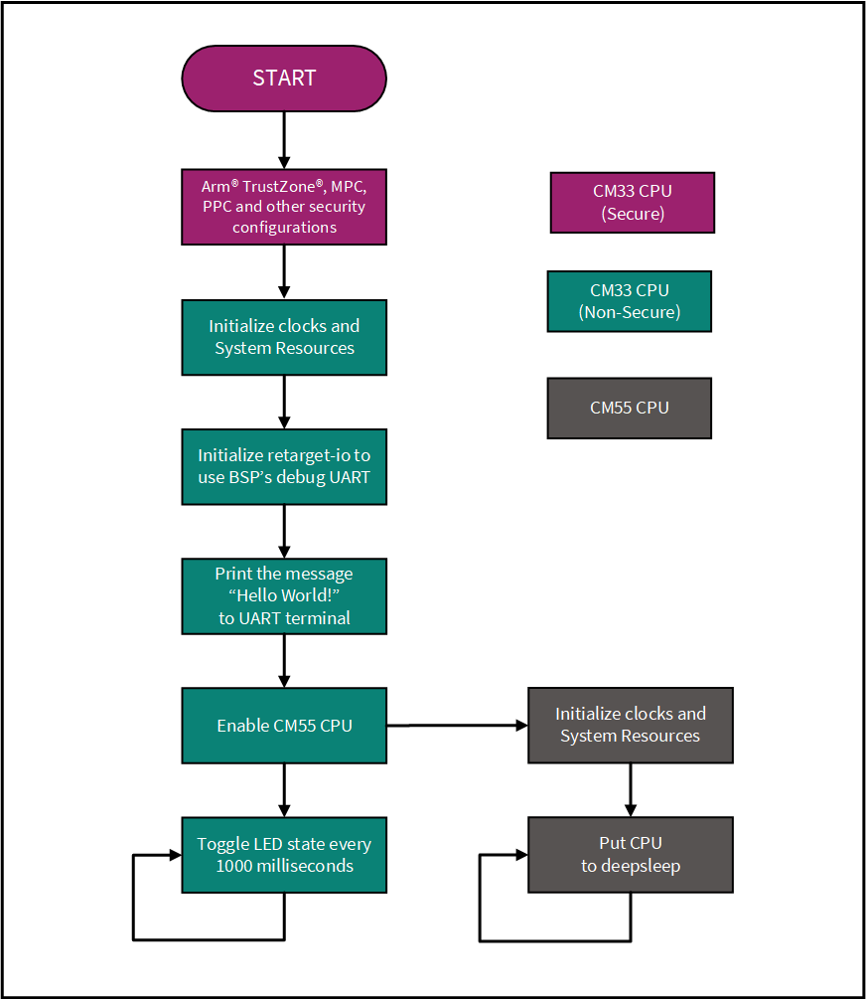 START
Arm® TrustZone®, MPC,
PPC and other security
configurations
CM33 CPU
(Secure)
Initialize clocks and
System Resources
CM33 CPU
(Non-Secure)
CM55 CPU
Initialize retarget-io to
use BSP’s debug UART
Print the message
“Hello World!”
to UART terminal
Enable CM55 CPU
Initialize clocks and
System Resources
Toggle LED state every
1000 milliseconds
Put CPU
to deepsleep